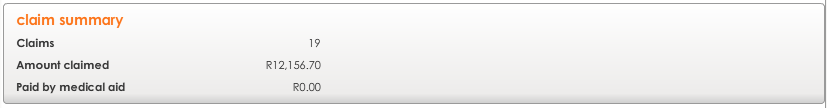 claim summary
Claims 19
Amount claimed R12,156.70
Paid by medical aid R0.00